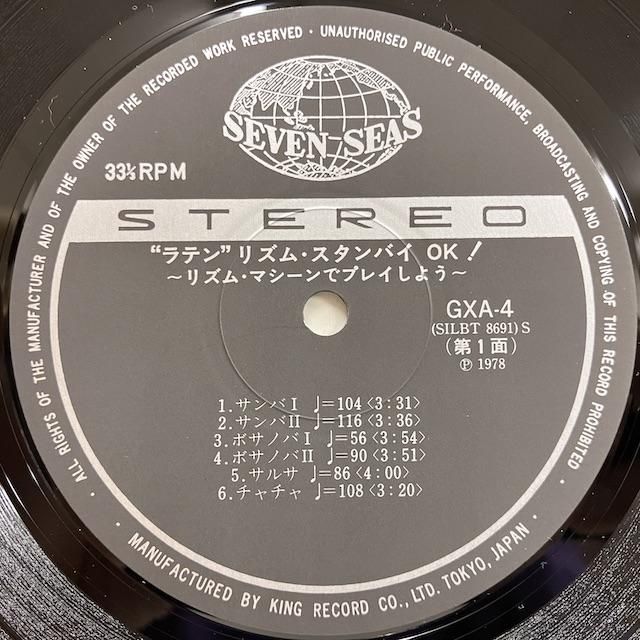 ALL RIGHTS OF THE MANUFACTURER AND OF THE OWNER OF THE RECORDED WORK RESERVED · UNAUTHORISED PUBLIC PERFORMANCE, BROADCASTING AND COPYING OF THIS RECORD PROHIBITED
SEVEN SEAS
33⅓RPM
STEREO
“ラテン”リズム・スタンバイ OK!
〜リズム・マシーンでプレイしよう〜
GXA-4
(SILBT 8691) S
(第1面)
Ⓟ 1978
1. サンバI ♩=104〈3:31〉
2. サンバII ♩=116〈3:36〉
3. ボサノバI ♩=56〈3:54〉
4. ボサノバII ♩=90〈3:51〉
5. サルサ ♩=86〈4:00〉
6. チャチャ ♩=108〈3:20〉
· MANUFACTURED BY KING RECORD CO., LTD. TOKYO, JAPAN ·